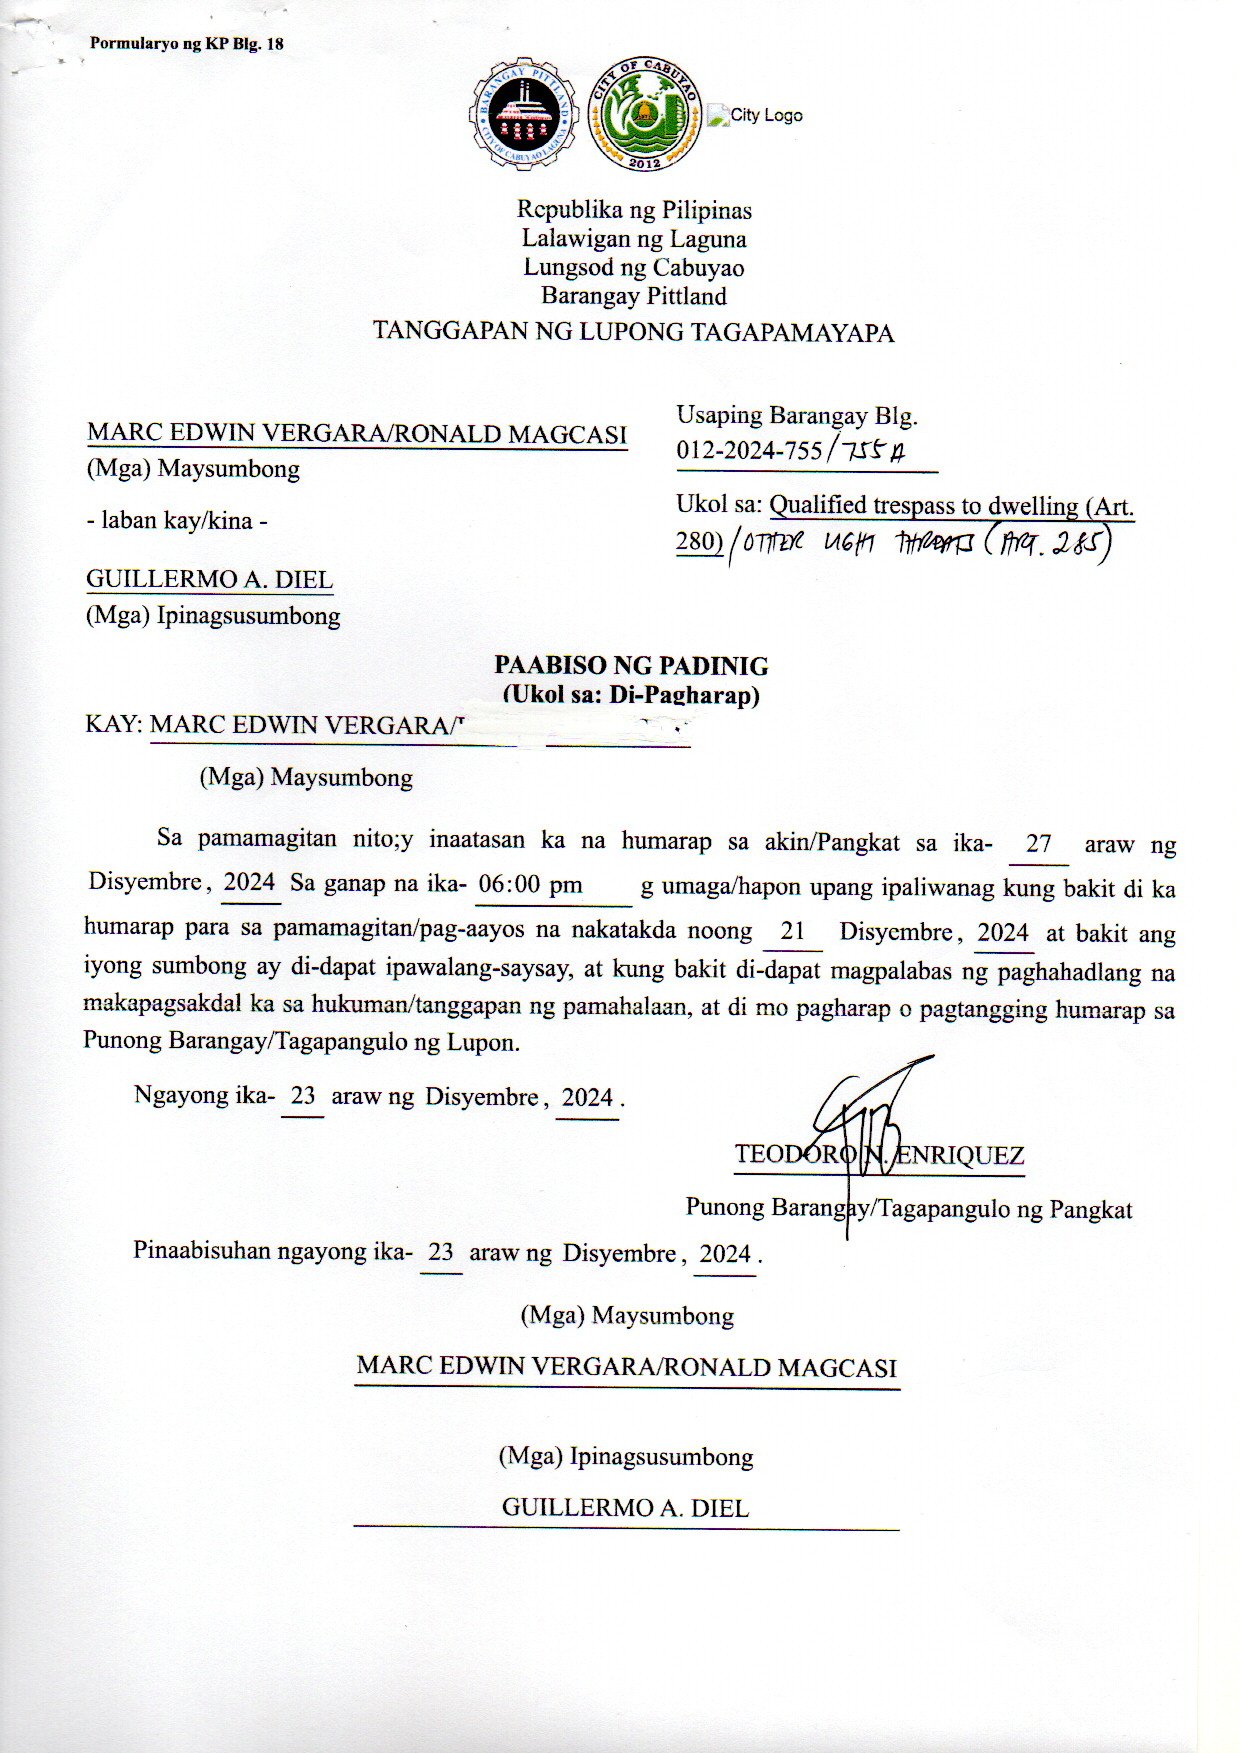 Pormularyo ng KP Blg. 18
BARANGAY PITTLAND
CITY OF CABUYAO LAGUNA
CITY OF CABUYAO
2012
City Logo
Republika ng Pilipinas
Lalawigan ng Laguna
Lungsod ng Cabuyao
Barangay Pittland
TANGGAPAN NG LUPONG TAGAPAMAYAPA
MARC EDWIN VERGARA/RONALD MAGCASI
(Mga) Maysumbong
- laban kay/kina -
GUILLERMO A. DIEL
(Mga) Ipinagsusumbong
Usaping Barangay Blg.
012-2024-755/755A
Ukol sa: Qualified trespass to dwelling (Art.
280)/OTHER LIGHT THREATS (ART. 285)
PAABISO NG PADINIG
(Ukol sa: Di-Pagharap)
KAY: MARC EDWIN VERGARA/
(Mga) Maysumbong
Sa pamamagitan nito;y inaatasan ka na humarap sa akin/Pangkat sa ika- 27 araw ng
Disyembre, 2024 Sa ganap na ika- 06:00 pm g umaga/hapon upang ipaliwanag kung bakit di ka
humarap para sa pamamagitan/pag-aayos na nakatakda noong 21 Disyembre, 2024 at bakit ang
iyong sumbong ay di-dapat ipawalang-saysay, at kung bakit di-dapat magpalabas ng paghahadlang na
makapagsakdal ka sa hukuman/tanggapan ng pamahalaan, at di mo pagharap o pagtangging humarap sa
Punong Barangay/Tagapangulo ng Lupon.
Ngayong ika- 23 araw ng Disyembre, 2024.
TEODORO N. ENRIQUEZ
Punong Barangay/Tagapangulo ng Pangkat
Pinaabisuhan ngayong ika- 23 araw ng Disyembre, 2024.
(Mga) Maysumbong
MARC EDWIN VERGARA/RONALD MAGCASI
(Mga) Ipinagsusumbong
GUILLERMO A. DIEL